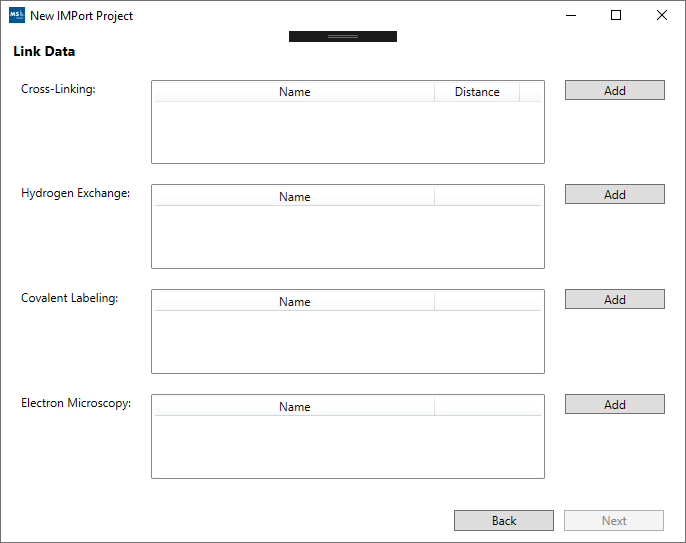 MS
New IMPort Project
Link Data
Cross-Linking:
Name Distance
Add
Hydrogen Exchange:
Name
Add
Covalent Labeling:
Name
Add
Electron Microscopy:
Name
Add
Back Next